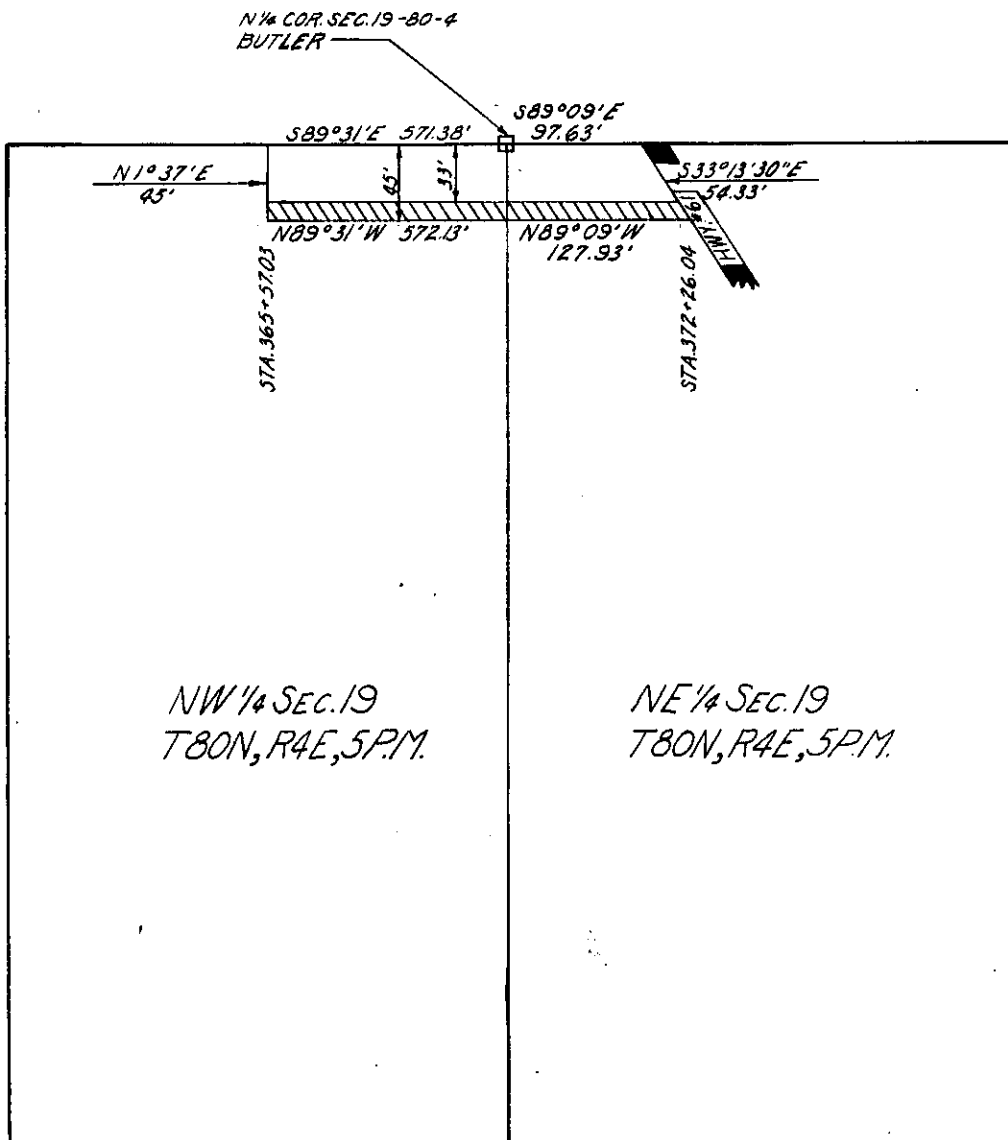 N 1/4 COR. SEC. 19-80-4
BUTLER
S89°09'E
97.63'
S89°31'E 571.38'
N1°37'E
45'
45'
33'
S33°13'30"E
54.33'
HWY. #61
N89°31'W 572.13'
N89°09'W
127.93'
STA. 365+57.03
STA. 372+26.04
NW 1/4 SEC. 19
T80N, R4E, 5P.M.
NE 1/4 SEC. 19
T80N, R4E, 5P.M.